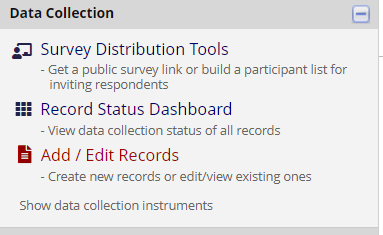 Data Collection
Survey Distribution Tools
- Get a public survey link or build a participant list for
inviting respondents
Record Status Dashboard
- View data collection status of all records
Add / Edit Records
- Create new records or edit/view existing ones
Show data collection instruments